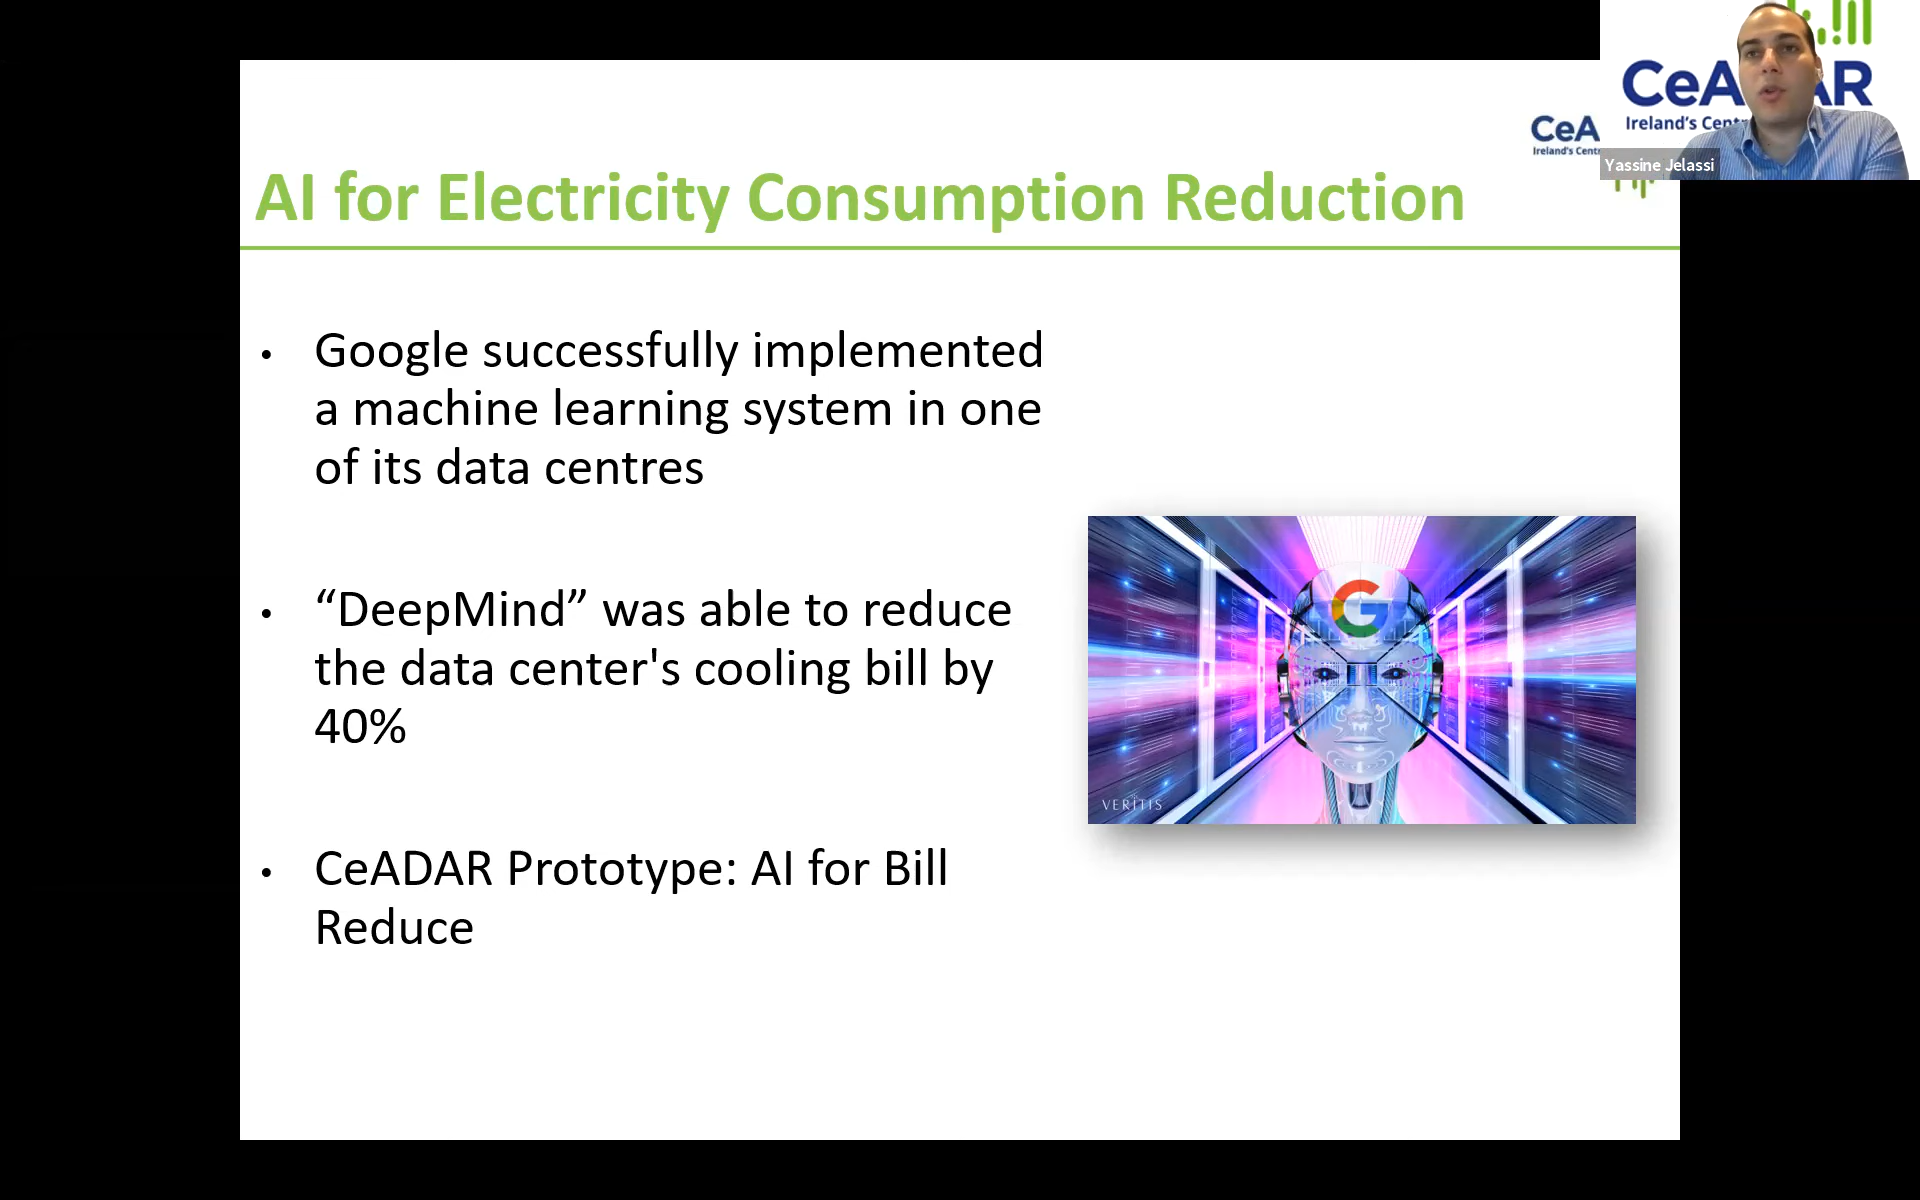 CeADAR
Ireland's Cent
CeA
Ireland's Cent
Yassine Jelassi
AI for Electricity Consumption Reduction
• Google successfully implemented
a machine learning system in one
of its data centres
• “DeepMind” was able to reduce
the data center's cooling bill by
40%
• CeADAR Prototype: AI for Bill
Reduce
G
VERITIS